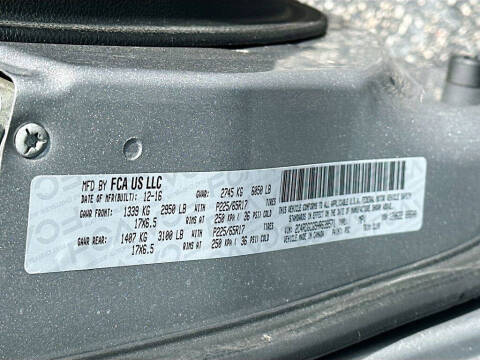 MFD BY FCA US LLC
DATE OF MFR(BUILT): 12-16 GVWR: 2745 KG 6050 LB
GAWR FRONT: 1339 KG 2950 LB WITH P225/65R17 TIRES
17X6.5 RIMS AT 250 KPA / 36 PSI COLD
GAWR REAR: 1407 KG 3100 LB WITH P225/65R17 TIRES
17X6.5 RIMS AT 250 KPA / 36 PSI COLD
THIS VEHICLE CONFORMS TO ALL APPLICABLE U.S.A. FEDERAL MOTOR VEHICLE
SAFETY,
IN EFFECT ON THE DATE OF MANUFACTURE SHOWN ABOVE.
VIN:
TYPE:
MADE IN CANADA PAINT: